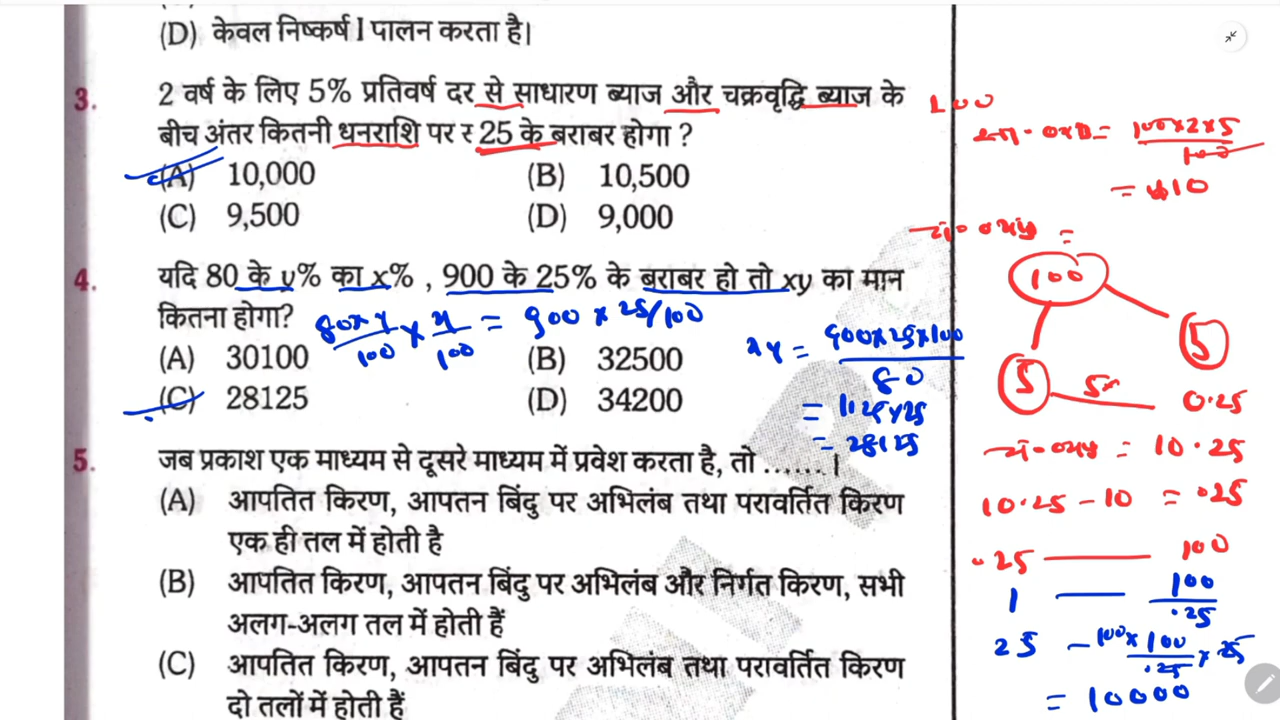 (D) केवल निष्कर्ष I पालन करता है।
3. 2 वर्ष के लिए 5% प्रतिवर्ष दर से साधारण ब्याज और चक्रवृद्धि ब्याज के
बीच अंतर कितनी धनराशि पर ₹ 25 के बराबर होगा ?
(A) 10,000 (B) 10,500
(C) 9,500 (D) 9,000
4. यदि 80 के y% का x% , 900 के 25% के बराबर हो तो xy का मान
कितना होगा?
80×y/100 × x/100 = 900 × 25/100
(A) 30100 (B) 32500
(C) 28125 (D) 34200
xy = 900×25×100
80
= 28125
5. जब प्रकाश एक माध्यम से दूसरे माध्यम में प्रवेश करता है, तो ...... ।
(A) आपतित किरण, आपतन बिंदु पर अभिलंब तथा परावर्तित किरण
एक ही तल में होती है
(B) आपतित किरण, आपतन बिंदु पर अभिलंब और निर्गत किरण, सभी
अलग-अलग तल में होती हैं
(C) आपतित किरण, आपतन बिंदु पर अभिलंब तथा परावर्तित किरण
दो तलों में होती हैं
100
= 100×2×5
100
= 10
100
5
5 5
0.25
= 10.25
10.25 - 10 = .25
.25 — 100
1 — 100
.25
25 — 100× 100/.25 × 25
= 10000